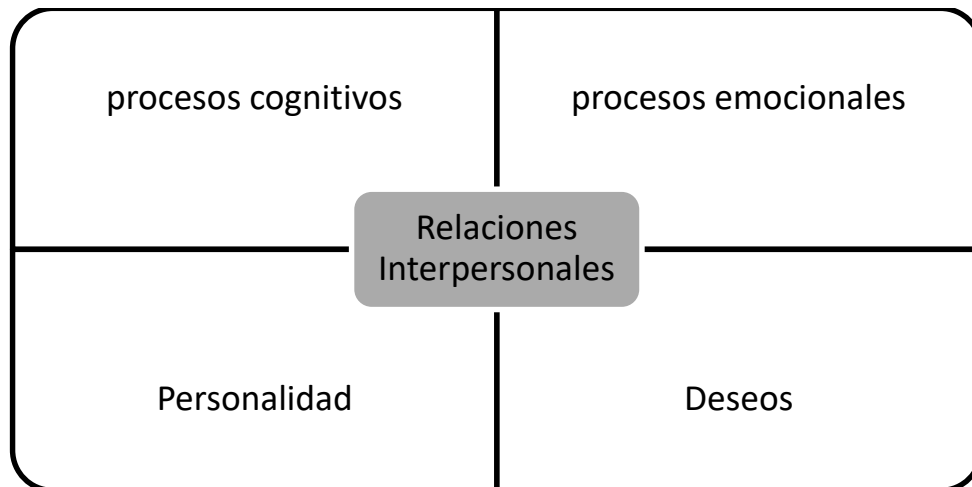 procesos cognitivos
procesos emocionales
Relaciones
Interpersonales
Personalidad
Deseos